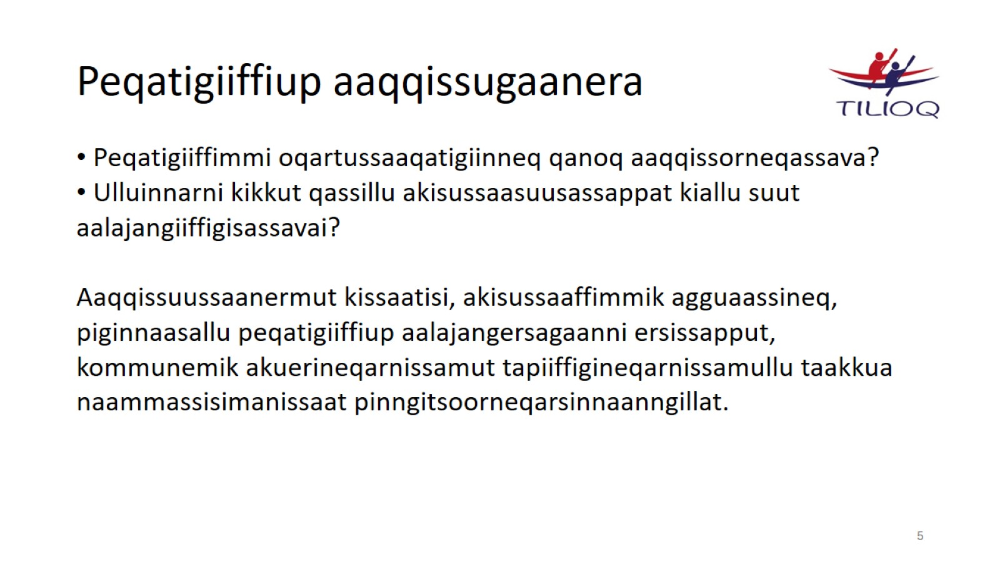 Peqatigiiffiup aaqqissugaanera
TILIOQ
• Peqatigiiffimmi oqartussaaqatigiinneq qanoq aaqqissorneqassava?
• Ulluinnarni kikkut qassillu akisussaasuusassappat kiallu suut
aalajangiiffigisassavai?
Aaqqissuussaanermut kissaatisi, akisussaaffimmik agguaassineq,
piginnaasallu peqatigiiffiup aalajangersagaanni ersissapput,
kommunemik akuerineqarnissamut tapiiffigineqarnissamullu taakkua
naammassisimanissaat pinngitsoorneqarsinnaanngillat.
5